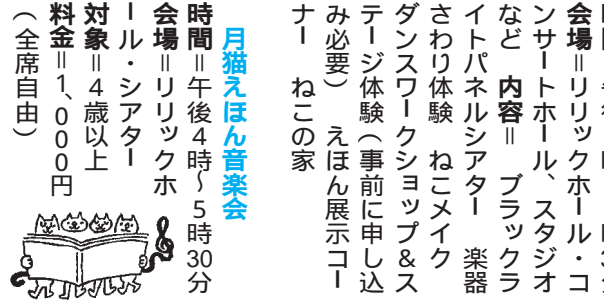 会場＝リリックホール・コ
ンサートホール、スタジオ
など　内容＝　ブラックラ
イトパネルシアター　楽器
さわり体験　ねこメイク
ダンスワークショップ&ス
テージ体験（事前に申し込
み必要）　えほん展示コー
ナー　ねこの家
月猫えほん音楽会
時間＝午後4時〜5時30分
会場＝リリックホ
ール・シアター
対象＝4歳以上
料金＝1、000円
（全席自由）